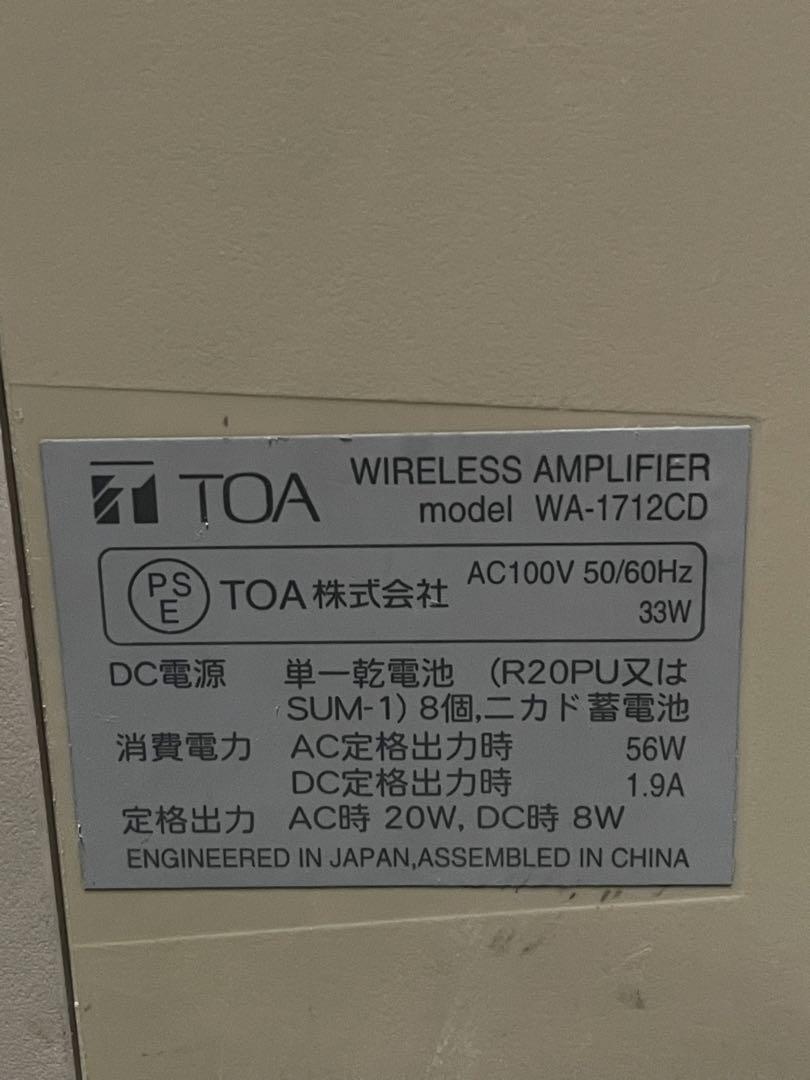 TOA WIRELESS AMPLIFIER
model WA-1712CD
PSE TOA株式会社 AC100V 50/60Hz
33W
DC電源 単一乾電池 (R20PU又は
SUM-1) 8個,ニカド蓄電池
消費電力 AC定格出力時 56W
DC定格出力時 1.9A
定格出力 AC時 20W, DC時 8W
ENGINEERED IN JAPAN,ASSEMBLED IN CHINA